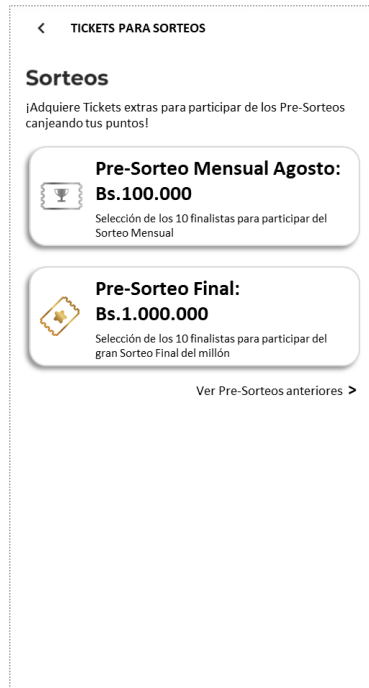 < TICKETS PARA SORTEOS
Sorteos
¡Adquiere Tickets extras para participar de los Pre-Sorteos
canjeando tus puntos!
Pre-Sorteo Mensual Agosto:
Bs.100.000
Selección de los 10 finalistas para participar del
Sorteo Mensual
Pre-Sorteo Final:
Bs.1.000.000
Selección de los 10 finalistas para participar del
gran Sorteo Final del millón
Ver Pre-Sorteos anteriores >